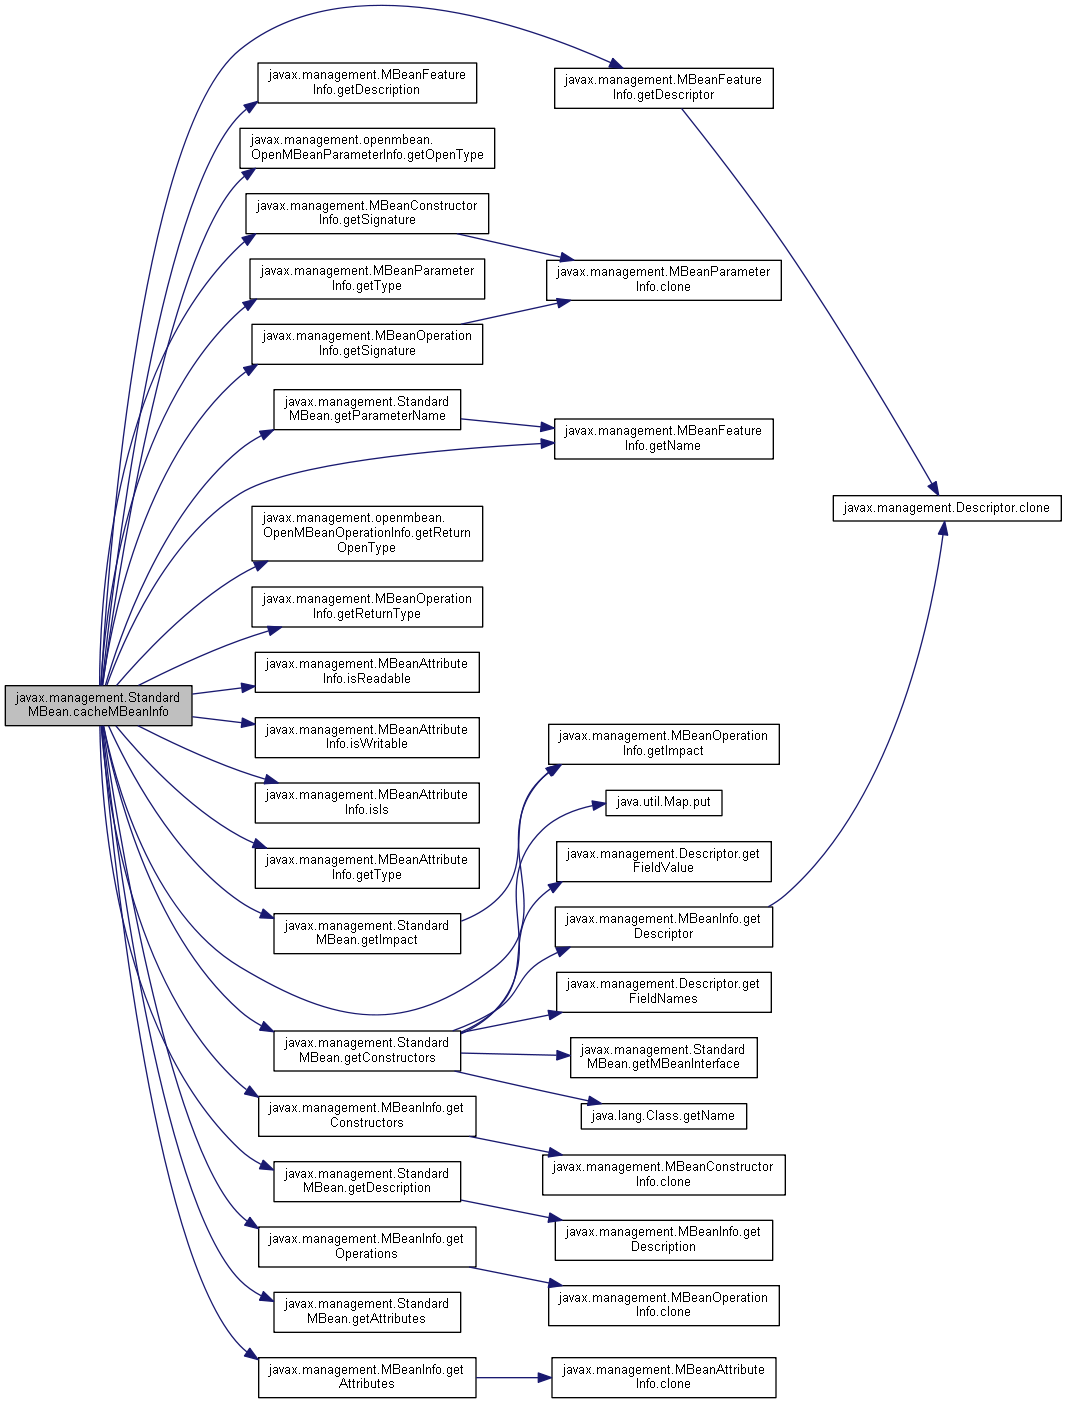 javax.management.MBeanFeature
Info.getDescription
javax.management.openmbean.
OpenMBeanParameterInfo.getOpenType
javax.management.MBeanConstructor
Info.getSignature
javax.management.MBeanParameter
Info.getType
javax.management.MBeanOperation
Info.getSignature
javax.management.Standard
MBean.getParameterName
javax.management.openmbean.
OpenMBeanOperationInfo.getReturn
OpenType
javax.management.MBeanOperation
Info.getReturnType
javax.management.MBeanAttribute
Info.isReadable
javax.management.Standard
MBean.cacheMBeanInfo
javax.management.MBeanAttribute
Info.isWritable
javax.management.MBeanAttribute
Info.isIs
javax.management.MBeanAttribute
Info.getType
javax.management.Standard
MBean.getImpact
javax.management.Standard
MBean.getConstructors
javax.management.MBeanInfo.get
Constructors
javax.management.Standard
MBean.getDescription
javax.management.MBeanInfo.get
Operations
javax.management.Standard
MBean.getAttributes
javax.management.MBeanInfo.get
Attributes
javax.management.MBeanFeature
Info.getDescriptor
javax.management.MBeanParameter
Info.clone
javax.management.MBeanFeature
Info.getName
javax.management.MBeanOperation
Info.getImpact
java.util.Map.put
javax.management.Descriptor.get
FieldValue
javax.management.MBeanInfo.get
Descriptor
javax.management.Descriptor.get
FieldNames
javax.management.Standard
MBean.getMBeanInterface
java.lang.Class.getName
javax.management.MBeanConstructor
Info.clone
javax.management.MBeanInfo.get
Description
javax.management.MBeanOperation
Info.clone
javax.management.MBeanAttribute
Info.clone
javax.management.Descriptor.clone